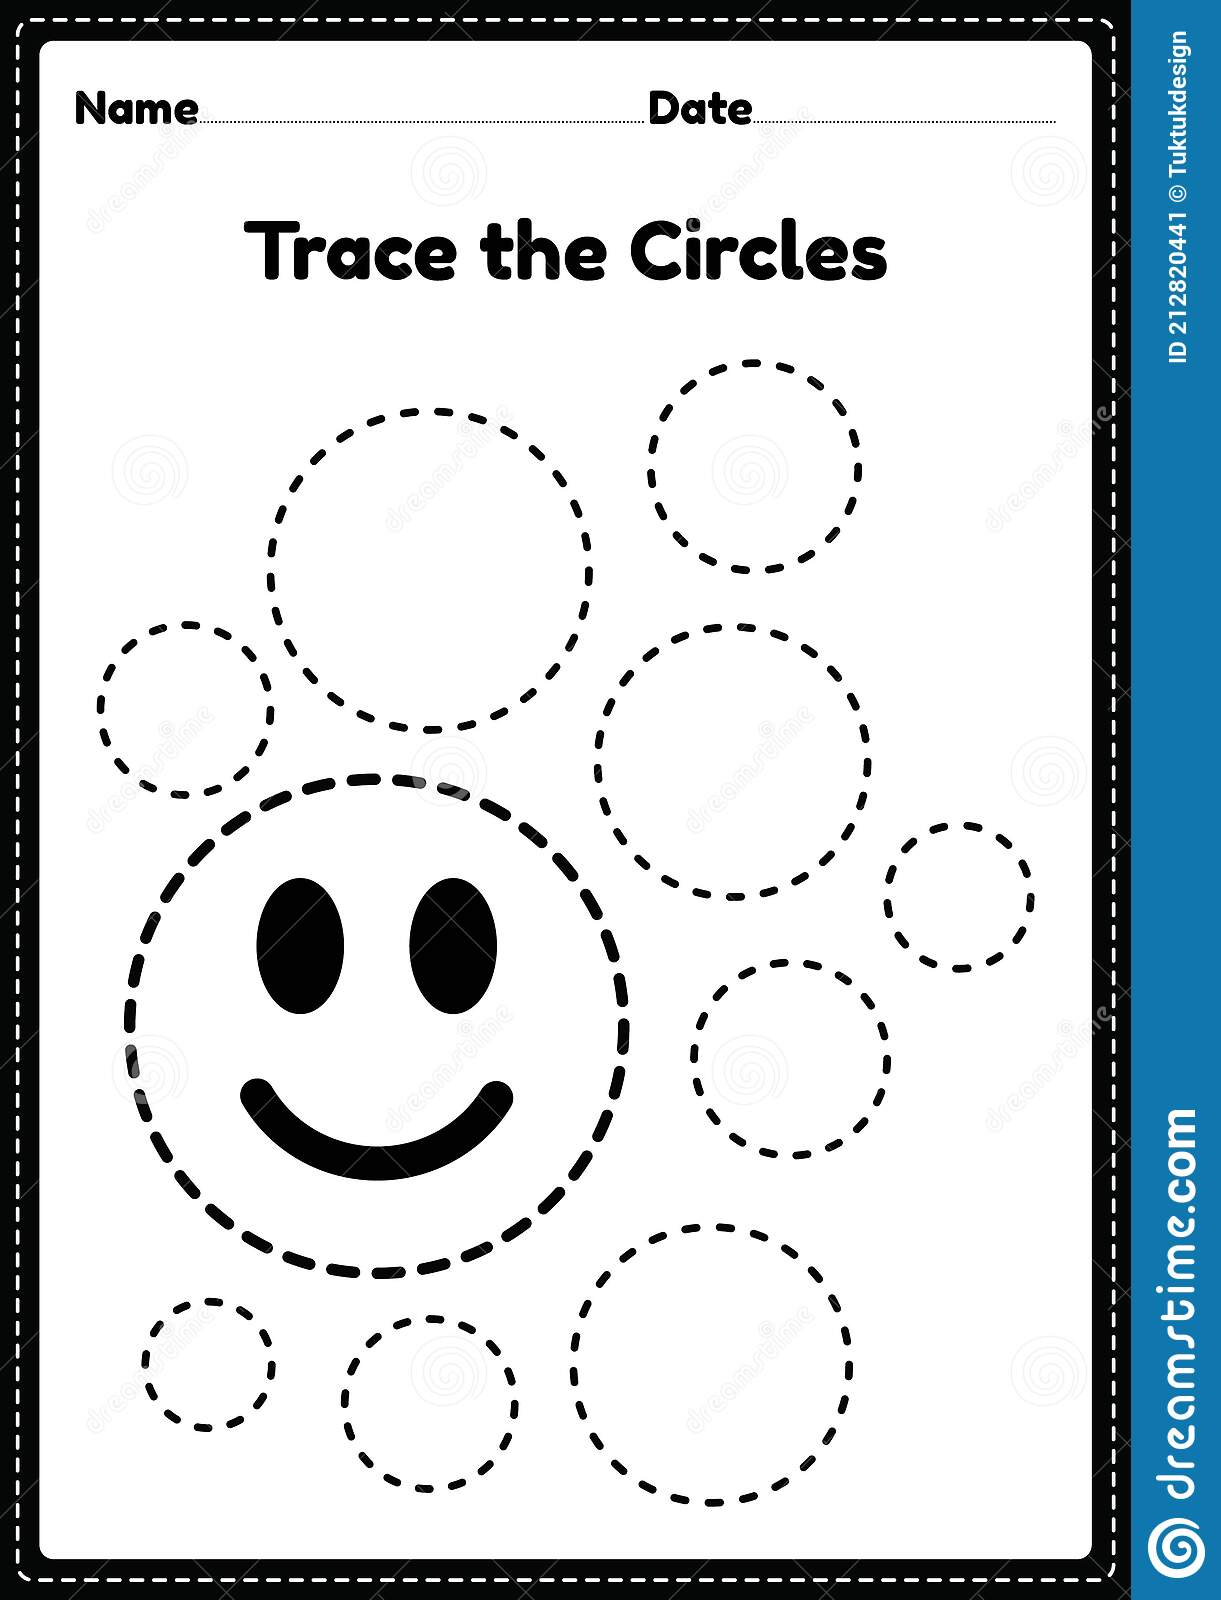 Name Date
Trace the Circles
ID 212820441 © Tuktukdesign
dreamstime.com